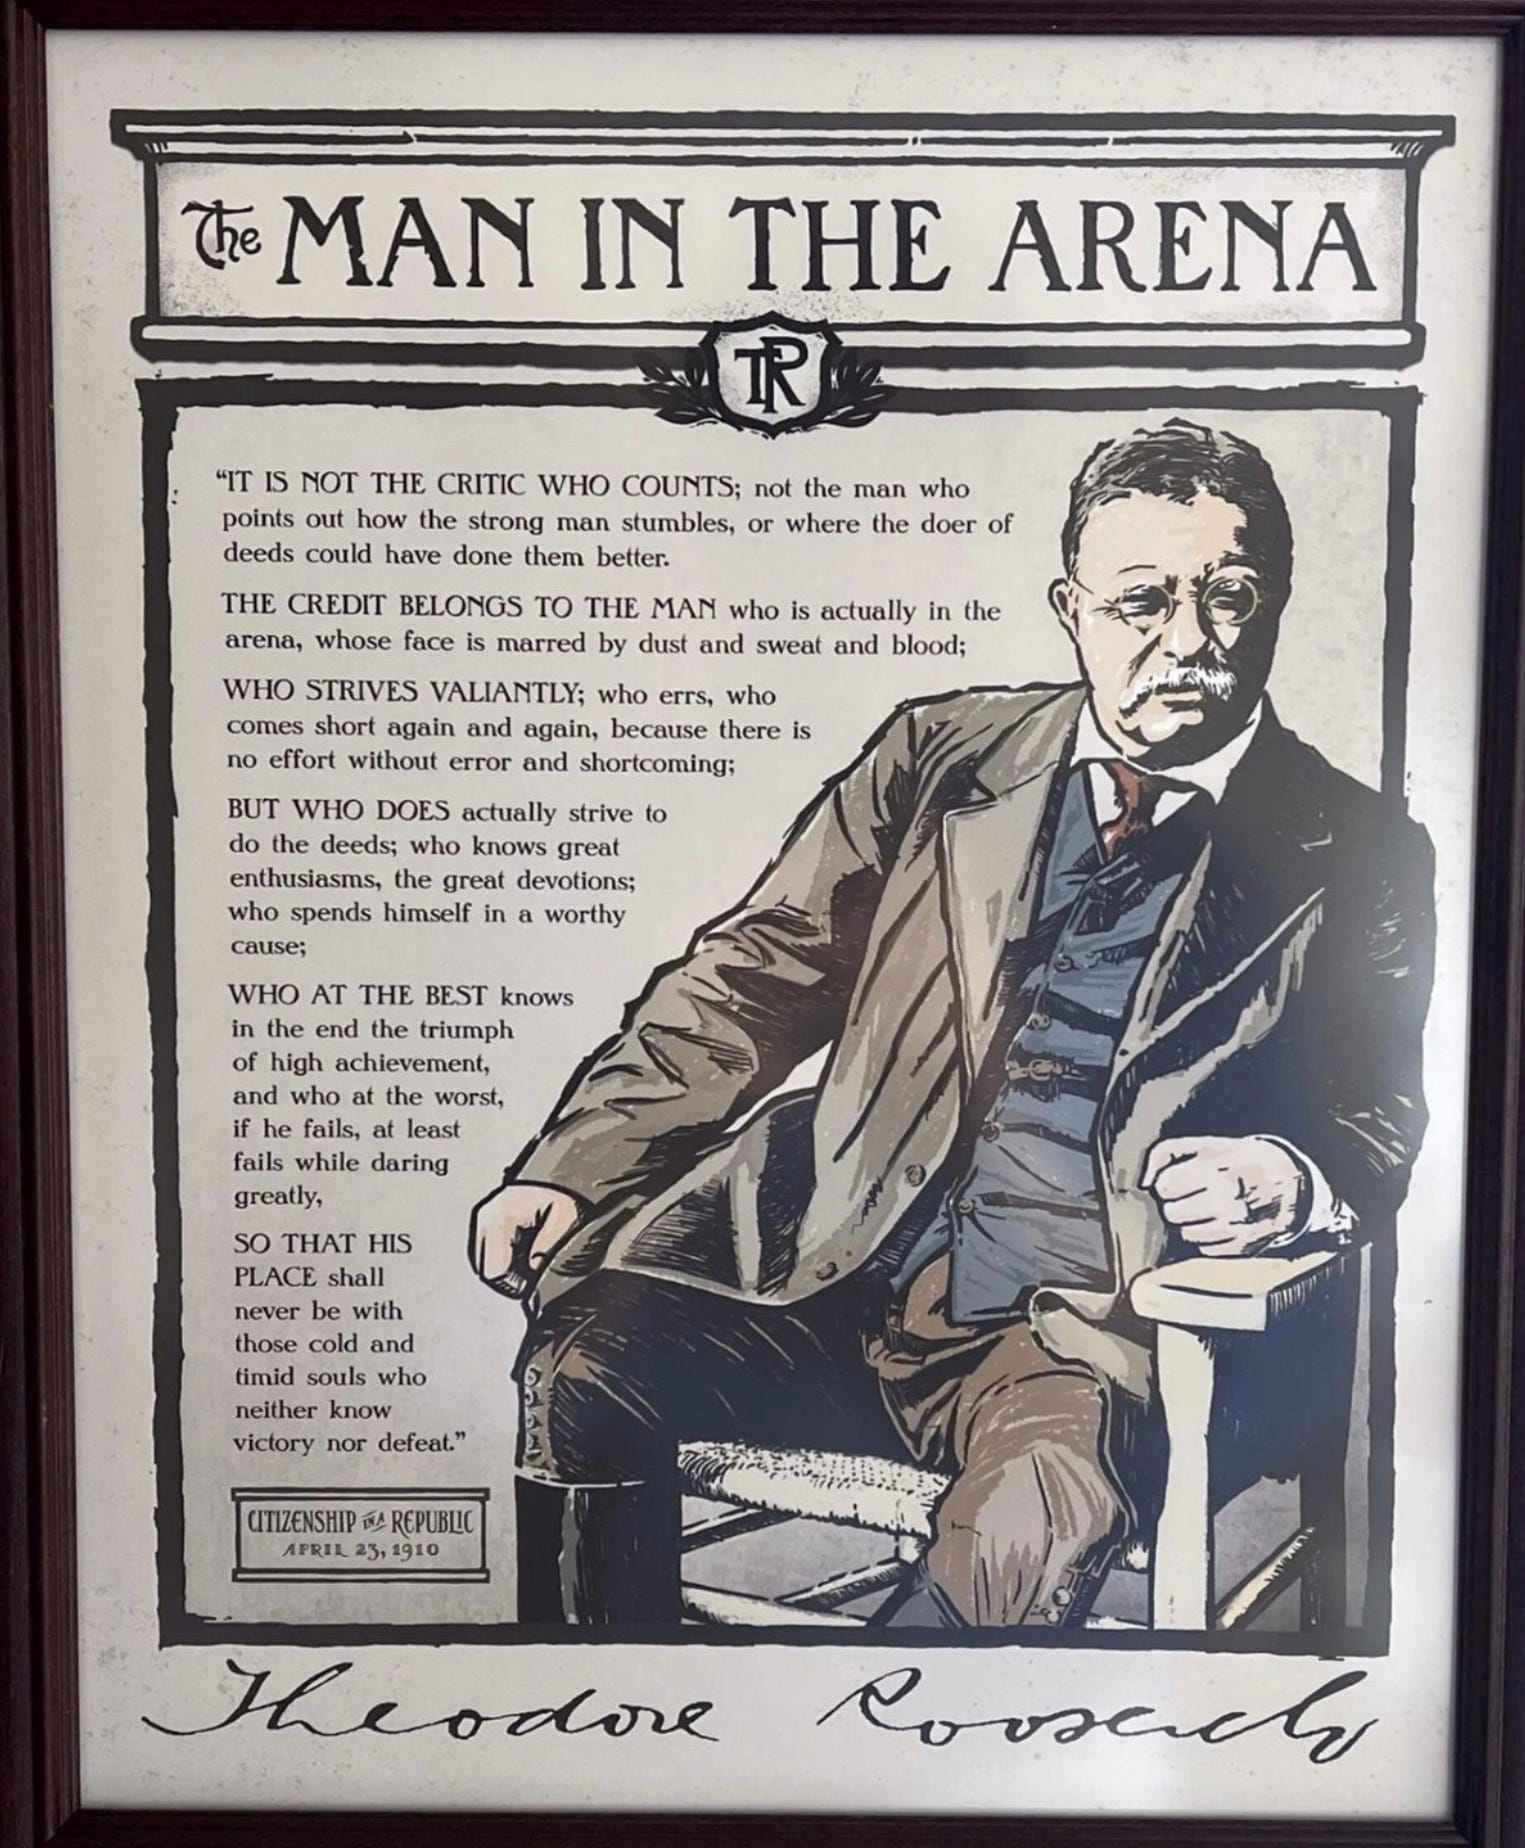 The MAN IN THE ARENA
TR
“IT IS NOT THE CRITIC WHO COUNTS; not the man who
points out how the strong man stumbles, or where the doer of
deeds could have done them better.
THE CREDIT BELONGS TO THE MAN who is actually in the
arena, whose face is marred by dust and sweat and blood;
WHO STRIVES VALIANTLY; who errs, who
comes short again and again, because there is
no effort without error and shortcoming;
BUT WHO DOES actually strive to
do the deeds; who knows great
enthusiasms, the great devotions;
who spends himself in a worthy
cause;
WHO AT THE BEST knows
in the end the triumph
of high achievement,
and who at the worst,
if he fails, at least
fails while daring
greatly,
SO THAT HIS
PLACE shall
never be with
those cold and
timid souls who
neither know
victory nor defeat.”
CITIZENSHIP IN A REPUBLIC
APRIL 23, 1910
Theodore Roosevelt